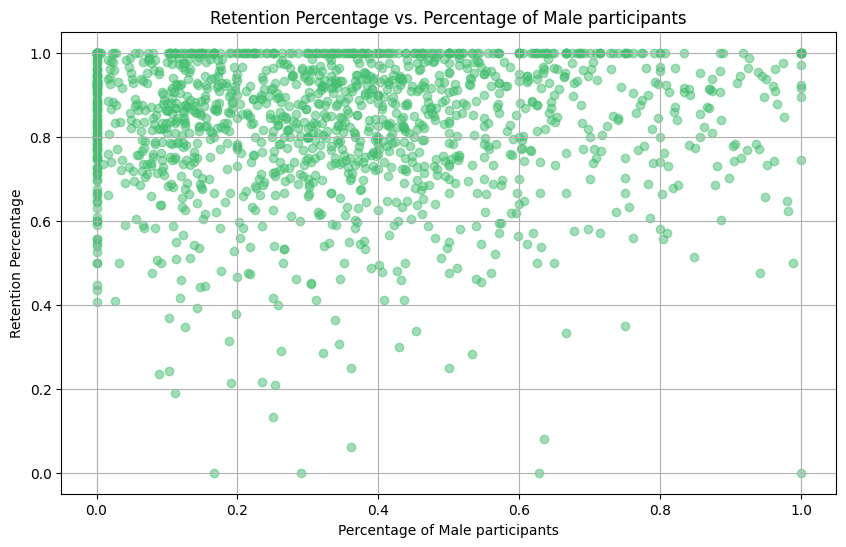 Retention Percentage vs. Percentage of Male participants
Retention Percentage
1.0
0.8
0.6
0.4
0.2
0.0
0.0 0.2 0.4 0.6 0.8 1.0
Percentage of Male participants